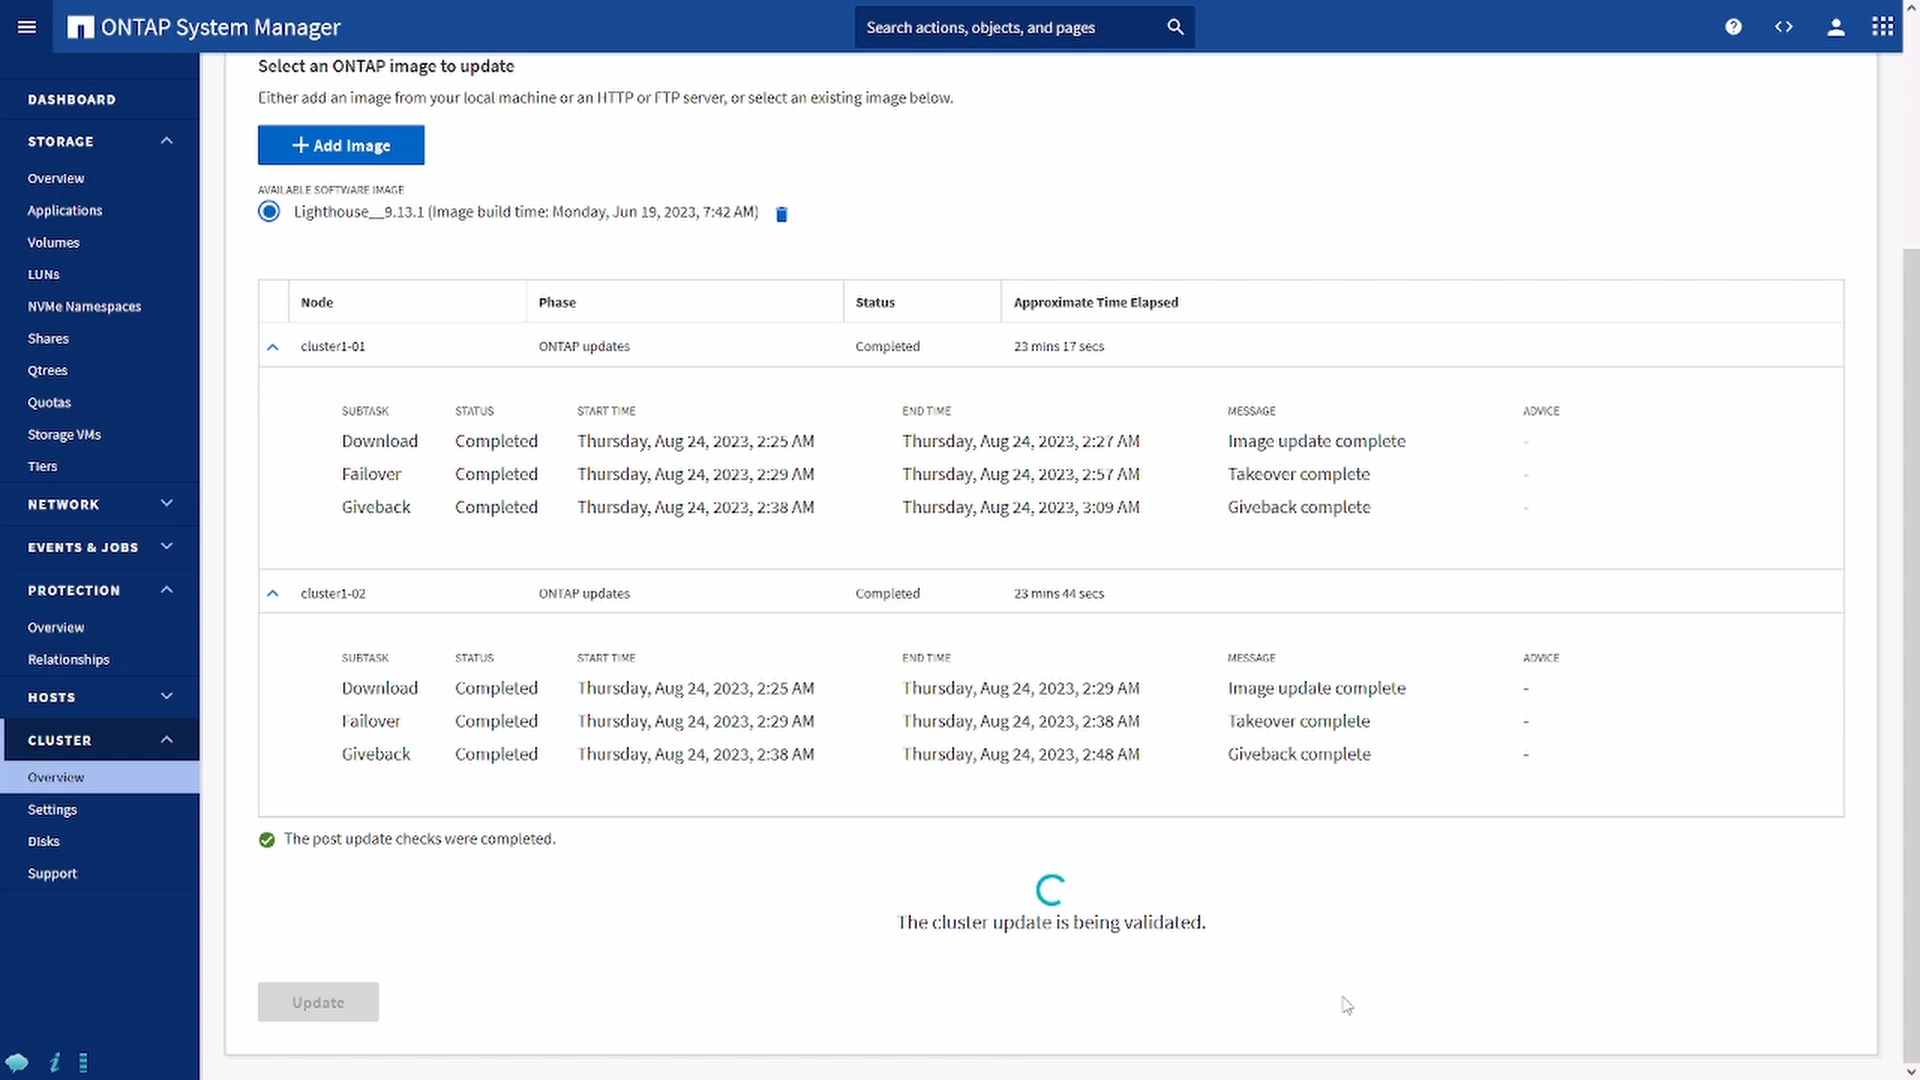 ONTAP System Manager
Search actions, objects, and pages
DASHBOARD
STORAGE
Overview
Applications
Volumes
LUNs
NVMe Namespaces
Shares
Qtrees
Quotas
Storage VMs
Tiers
NETWORK
EVENTS & JOBS
PROTECTION
Overview
Relationships
HOSTS
CLUSTER
Overview
Settings
Disks
Support
Select an ONTAP image to update
Either add an image from your local machine or an HTTP or FTP server, or select an existing image below.
+ Add Image
AVAILABLE SOFTWARE IMAGE
Lighthouse__9.13.1 (Image build time: Monday, Jun 19, 2023, 7:42 AM)
Node Phase Status Approximate Time Elapsed
cluster1-01 ONTAP updates Completed 23 mins 17 secs
SUBTASK STATUS START TIME END TIME MESSAGE ADVICE
Download Completed Thursday, Aug 24, 2023, 2:25 AM Thursday, Aug 24, 2023, 2:27 AM Image update complete -
Failover Completed Thursday, Aug 24, 2023, 2:29 AM Thursday, Aug 24, 2023, 2:57 AM Takeover complete -
Giveback Completed Thursday, Aug 24, 2023, 2:38 AM Thursday, Aug 24, 2023, 3:09 AM Giveback complete -
cluster1-02 ONTAP updates Completed 23 mins 44 secs
SUBTASK STATUS START TIME END TIME MESSAGE ADVICE
Download Completed Thursday, Aug 24, 2023, 2:25 AM Thursday, Aug 24, 2023, 2:29 AM Image update complete -
Failover Completed Thursday, Aug 24, 2023, 2:29 AM Thursday, Aug 24, 2023, 2:38 AM Takeover complete -
Giveback Completed Thursday, Aug 24, 2023, 2:38 AM Thursday, Aug 24, 2023, 2:48 AM Giveback complete -
The post update checks were completed.
The cluster update is being validated.
Update